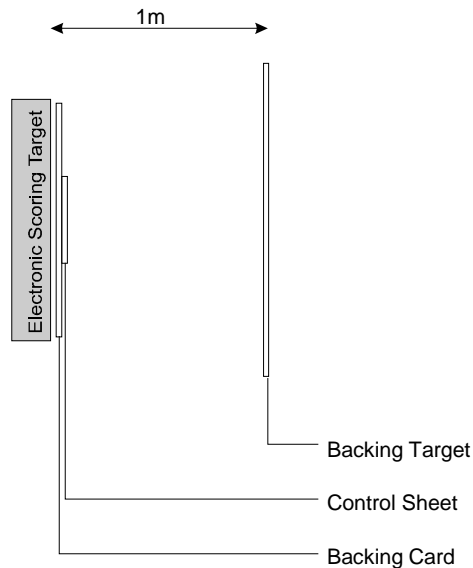 1m
Electronic Scoring Target
Backing Target
Control Sheet
Backing Card